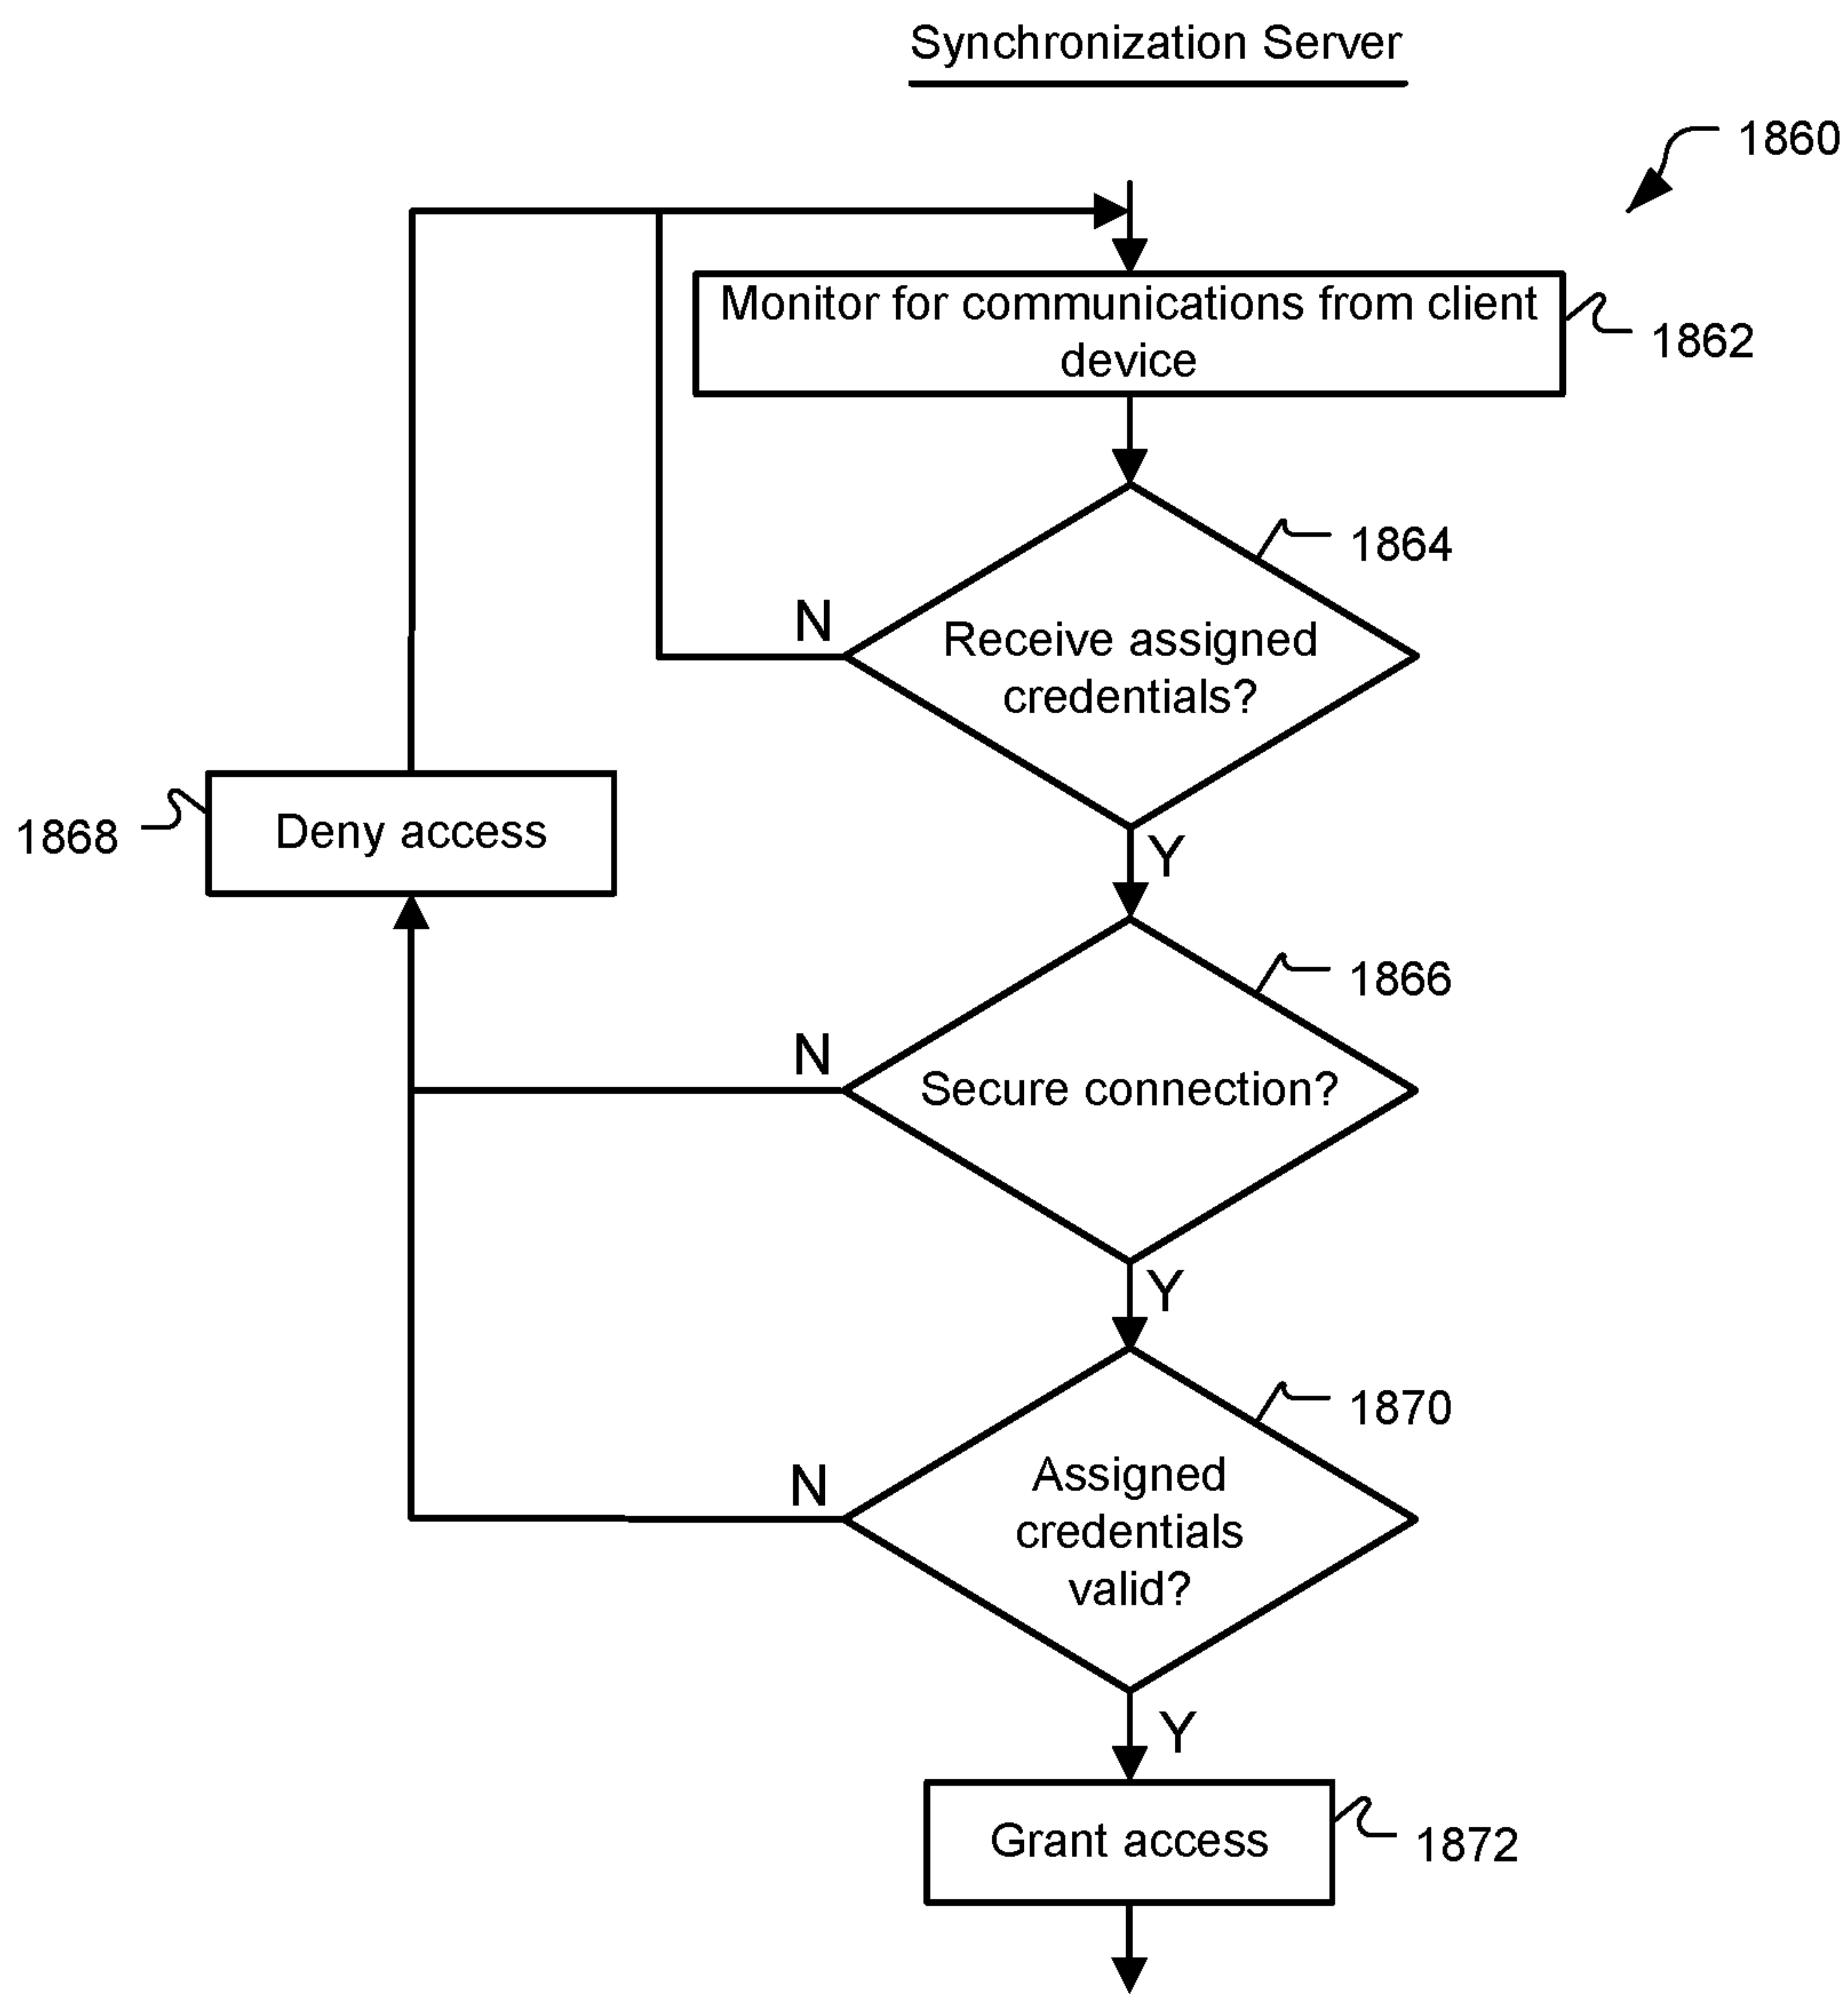 Synchronization Server
1860
Monitor for communications from client
device
1862
1864
N
Receive assigned
credentials?
1868
Deny access
Y
1866
N
Secure connection?
Y
1870
N
Assigned
credentials
valid?
Y
Grant access
1872